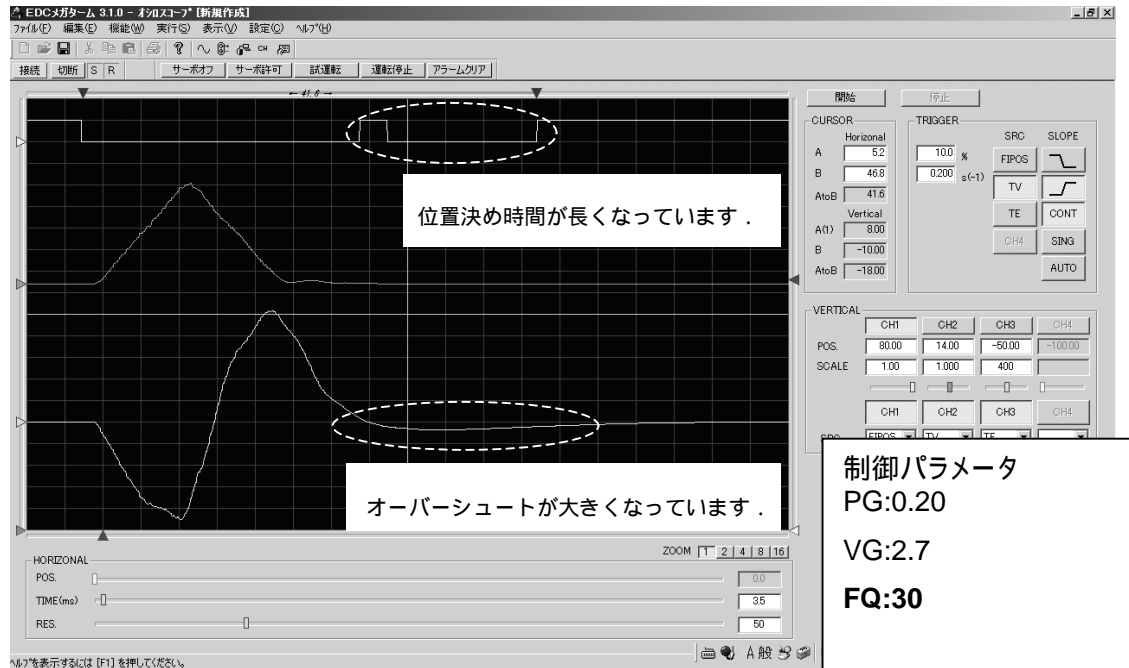 EDCメガターム 3.1.0 - オシロスコープ [新規作成]
ファイル(F) 編集(E) 機能(W) 実行(S) 表示(V) 設定(C) ヘルプ(H)
接続 切断 S R サーボオフ サーボ許可 試運転 運転停止 アラームクリア
← 41.6 →
位置決め時間が長くなっています．
オーバーシュートが大きくなっています．
開始 停止
CURSOR
Horizonal
A 5.2
B 46.8
AtoB 41.6
Vertical
A(1) 8.00
B -10.00
AtoB -18.00
TRIGGER
SRC SLOPE
10.0 %
0.200 s(-1)
FIPOS
TV
TE CONT
CH4 SING
AUTO
VERTICAL
CH1 CH2 CH3 CH4
POS. 80.00 14.00 -50.00 -100.00
SCALE 1.00 1.000 400
CH1 CH2 CH3 CH4
SRC FIPOS TV TE
制御パラメータ
PG:0.20
VG:2.7
FQ:30
ZOOM 1 2 4 8 16
HORIZONAL
POS. 0.0
TIME(ms) 3.5
RES. 50
ヘルプを表示するには [F1] を押してください。
A 般